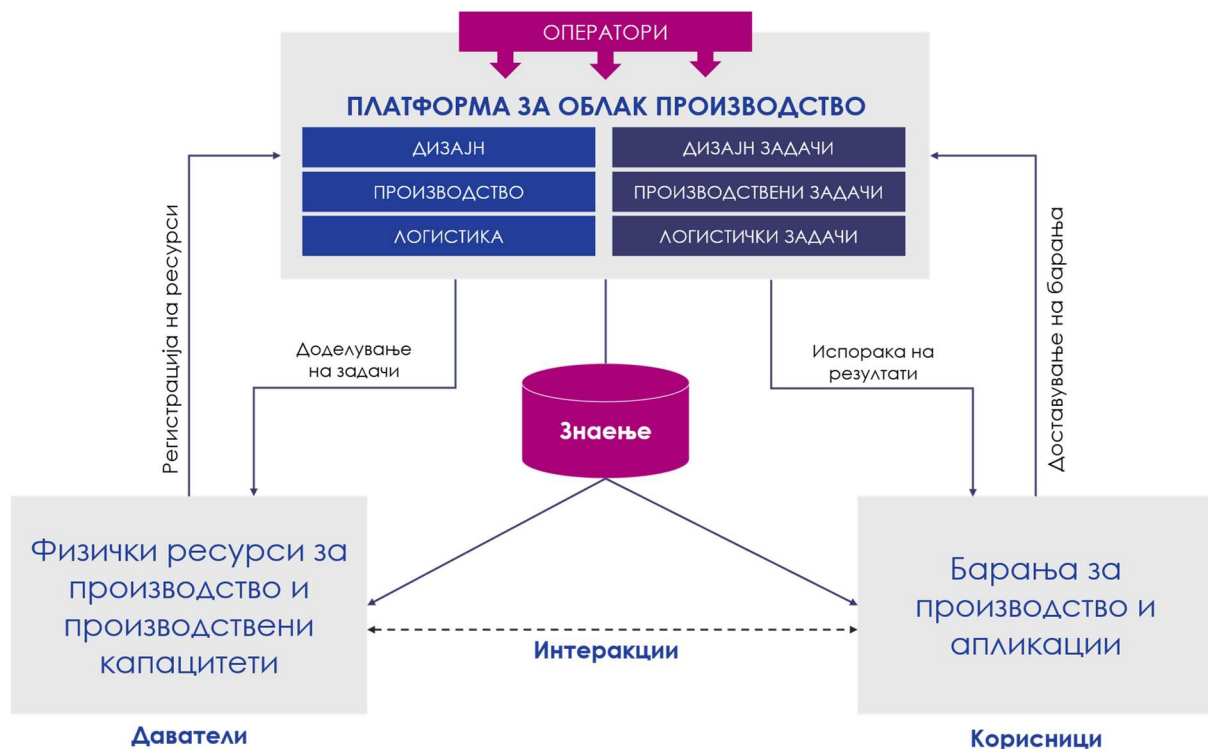 ОПЕРАТОРИ
ПЛАТФОРМА ЗА ОБЛАК ПРОИЗВОДСТВО
ДИЗАЈН
ДИЗАЈН ЗАДАЧИ
ПРОИЗВОДСТВО
ПРОИЗВОДСТВЕНИ ЗАДАЧИ
ЛОГИСТИКА
ЛОГИСТИЧКИ ЗАДАЧИ
Регистрација на ресурси
Доделување
на задачи
Испорака на
резултати
Доставување на барања
Знаење
Физички ресурси за
производство и
производствени
капацитети
Барања за
производство и
апликации
Интеракции
Даватели
Корисници